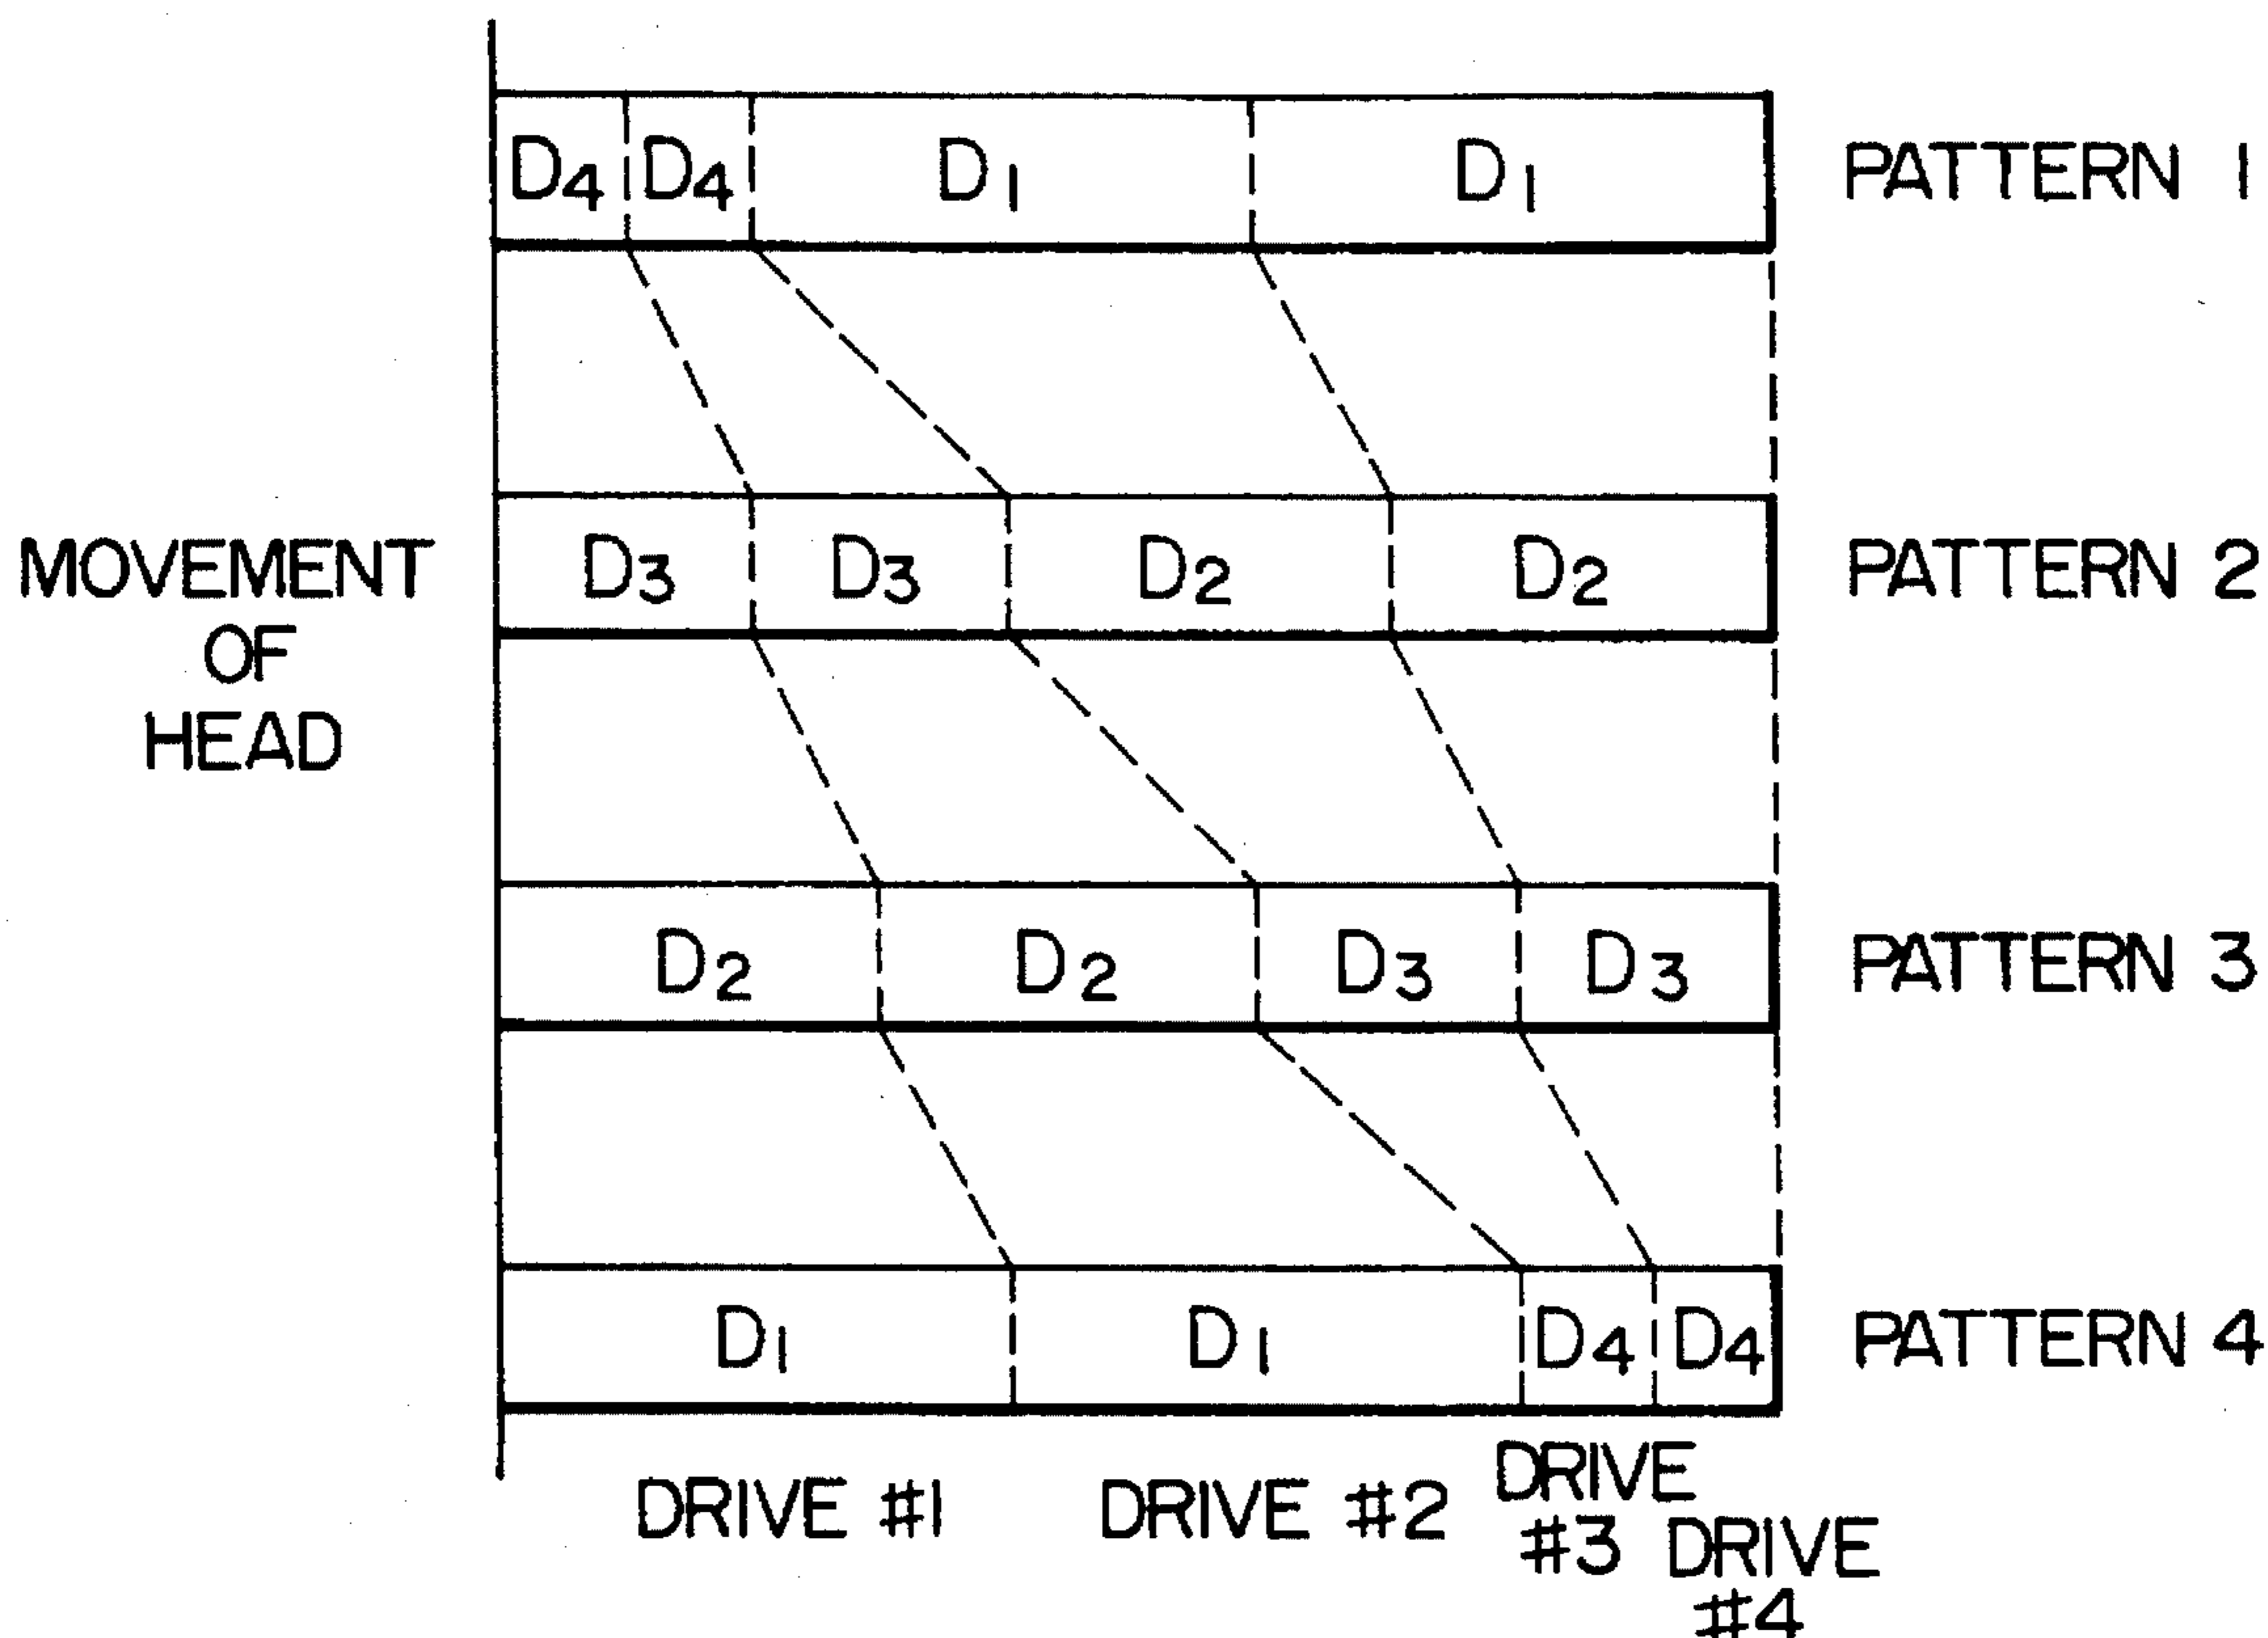 D4 D4 D1 D1 PATTERN 1
MOVEMENT
OF
HEAD
D3 D3 D2 D2 PATTERN 2
D2 D2 D3 D3 PATTERN 3
D1 D1 D4 D4 PATTERN 4
DRIVE #1 DRIVE #2 DRIVE
#3 DRIVE
#4